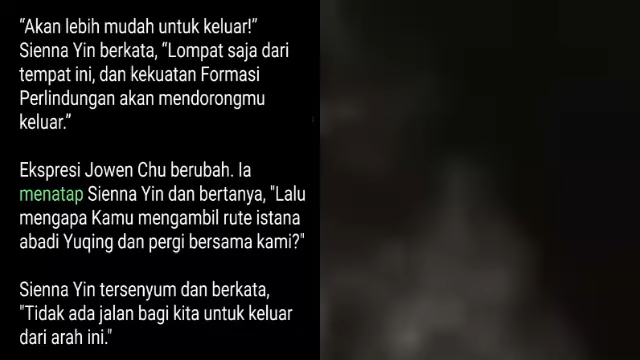 “Akan lebih mudah untuk keluar!”
Sienna Yin berkata, “Lompat saja dari
tempat ini, dan kekuatan Formasi
Perlindungan akan mendorongmu
keluar.”
Ekspresi Jowen Chu berubah. Ia
menatap Sienna Yin dan bertanya, "Lalu
mengapa Kamu mengambil rute istana
abadi Yuqing dan pergi bersama kami?"
Sienna Yin tersenyum dan berkata,
"Tidak ada jalan bagi kita untuk keluar
dari arah ini."